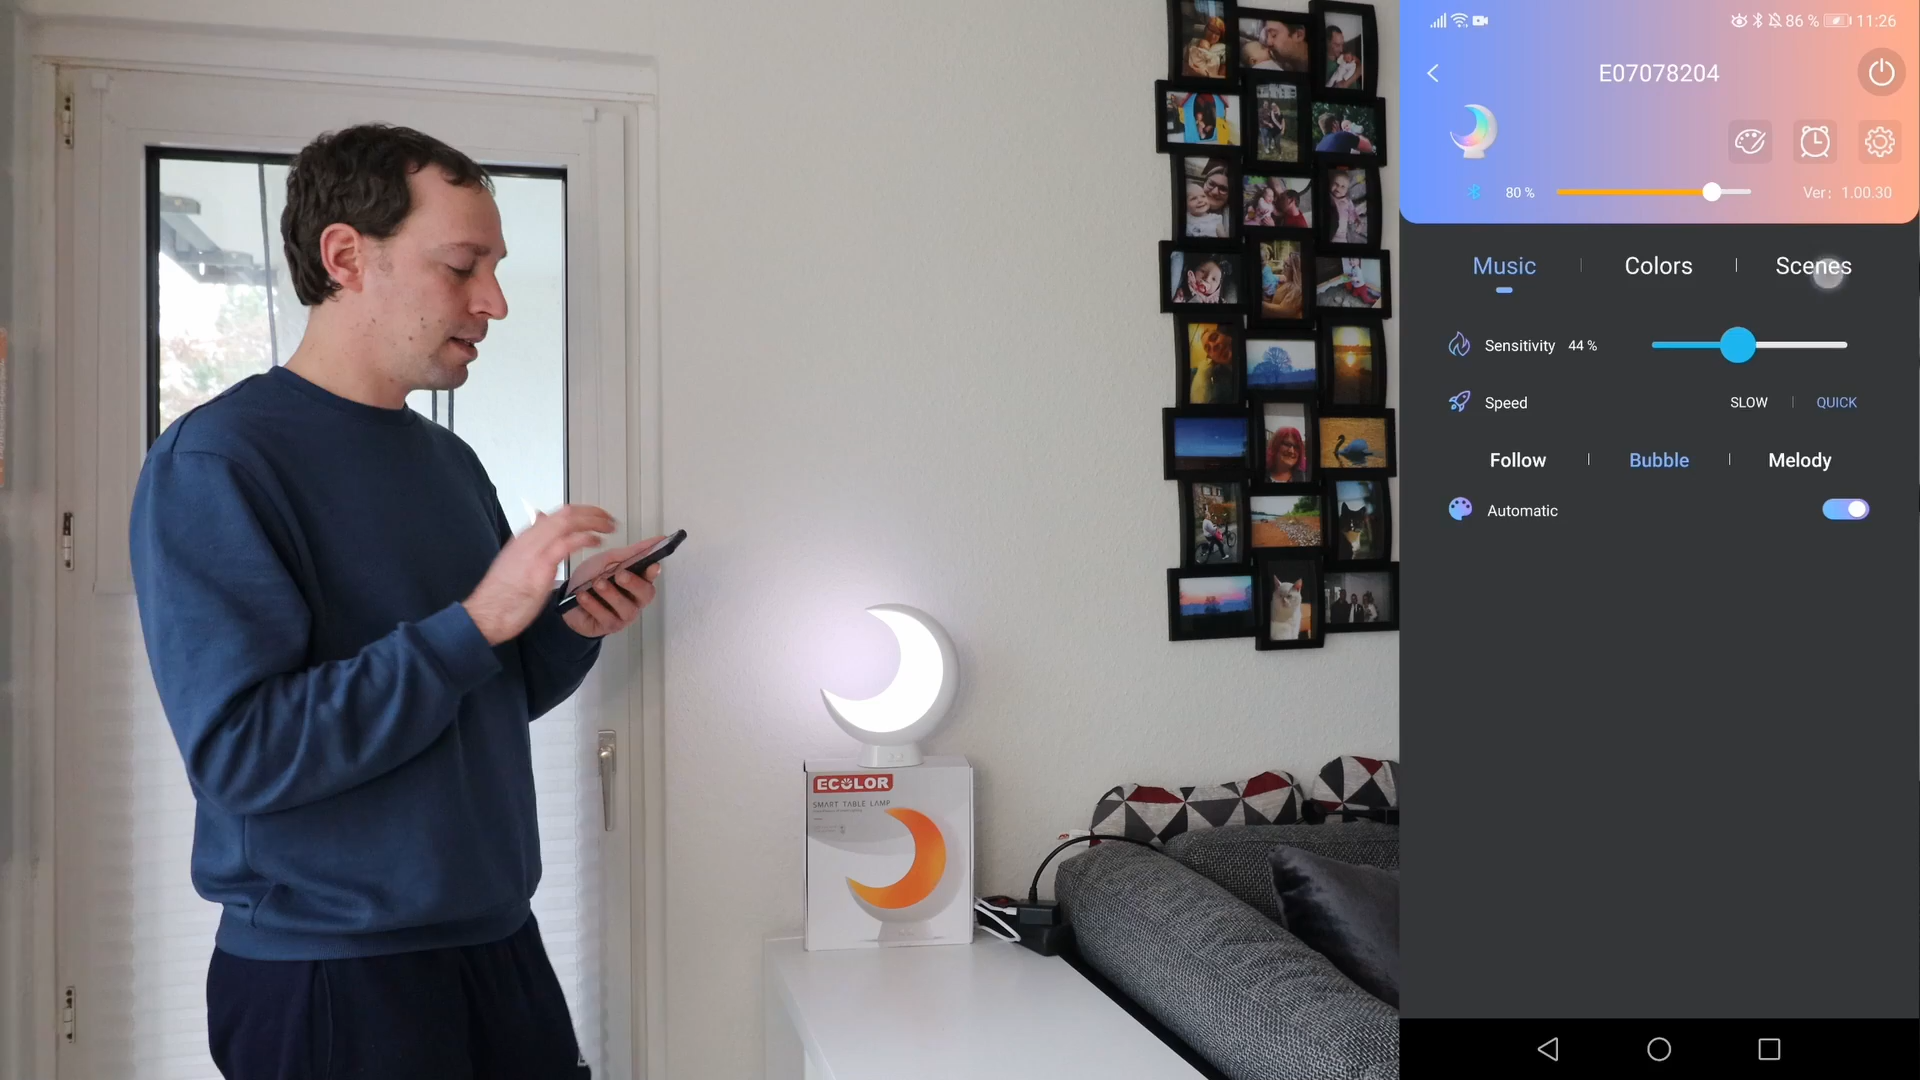 86 % 11:26
E07078204
80 % Ver: 1.00.30
Music Colors Scenes
Sensitivity 44 %
Speed SLOW QUICK
Follow Bubble Melody
Automatic
ECOLOR
SMART TABLE LAMP